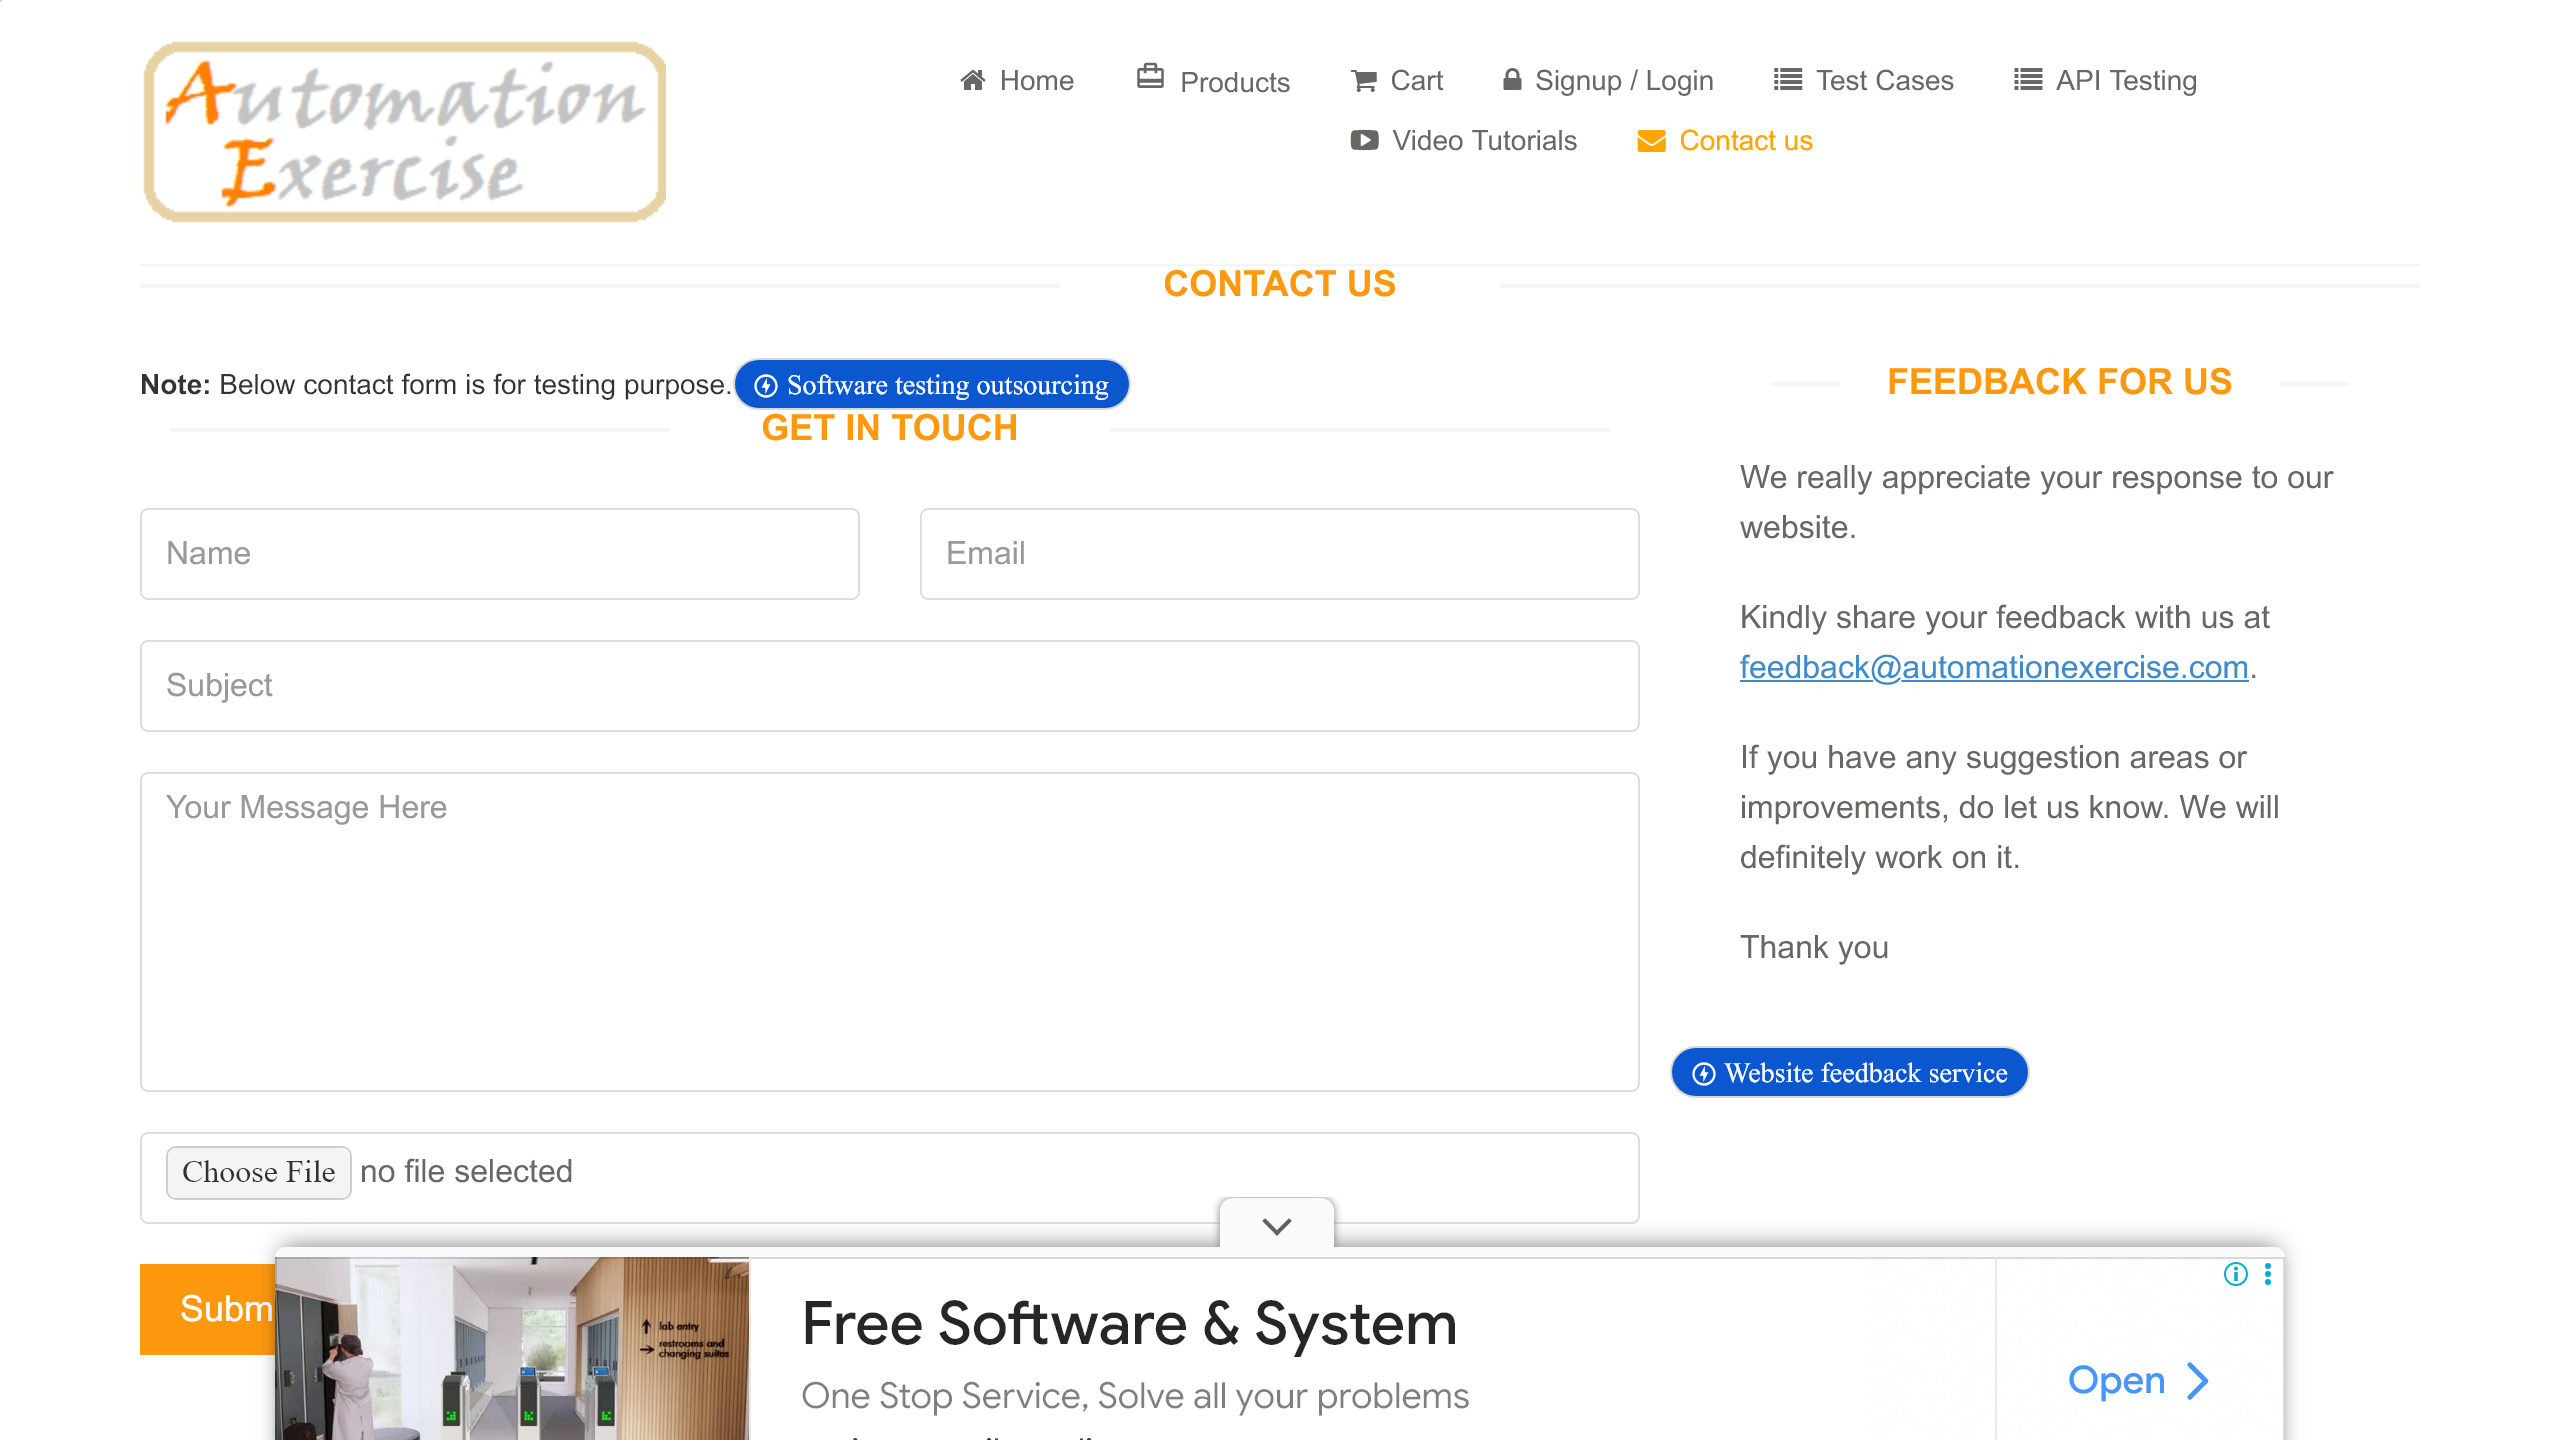 Automation
Exercise
Home
Products
Cart
Signup / Login
Test Cases
API Testing
Video Tutorials
Contact us
CONTACT US
Note: Below contact form is for testing purpose.
Software testing outsourcing
GET IN TOUCH
Name
Email
Subject
Your Message Here
Choose File no file selected
Subm
FEEDBACK FOR US
We really appreciate your response to our
website.
Kindly share your feedback with us at
feedback@automationexercise.com.
If you have any suggestion areas or
improvements, do let us know. We will
definitely work on it.
Thank you
Website feedback service
lab entry
restrooms and
changing suites
Free Software & System
One Stop Service, Solve all your problems
Open